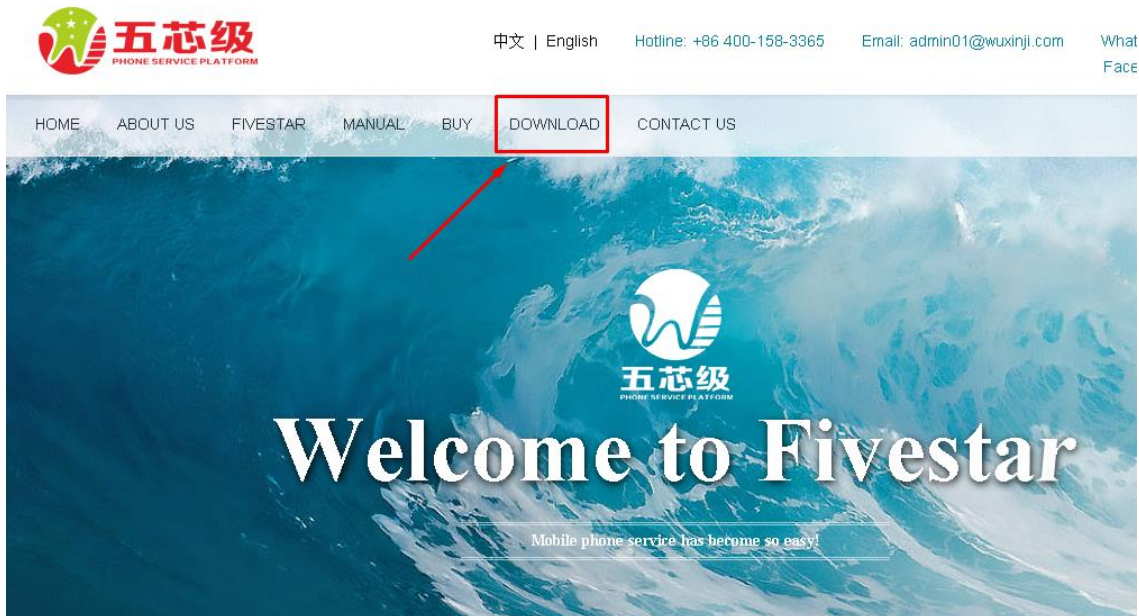 五芯级
PHONE SERVICE PLATFORM
中文 | English
Hotline: +86 400-158-3365
Email: admin01@wuxinji.com
What
Face
HOME
ABOUT US
FIVESTAR
MANUAL
BUY
DOWNLOAD
CONTACT US
五芯级
PHONE SERVICE PLATFORM
Welcome to Fivestar
Mobile phone service has become so easy!